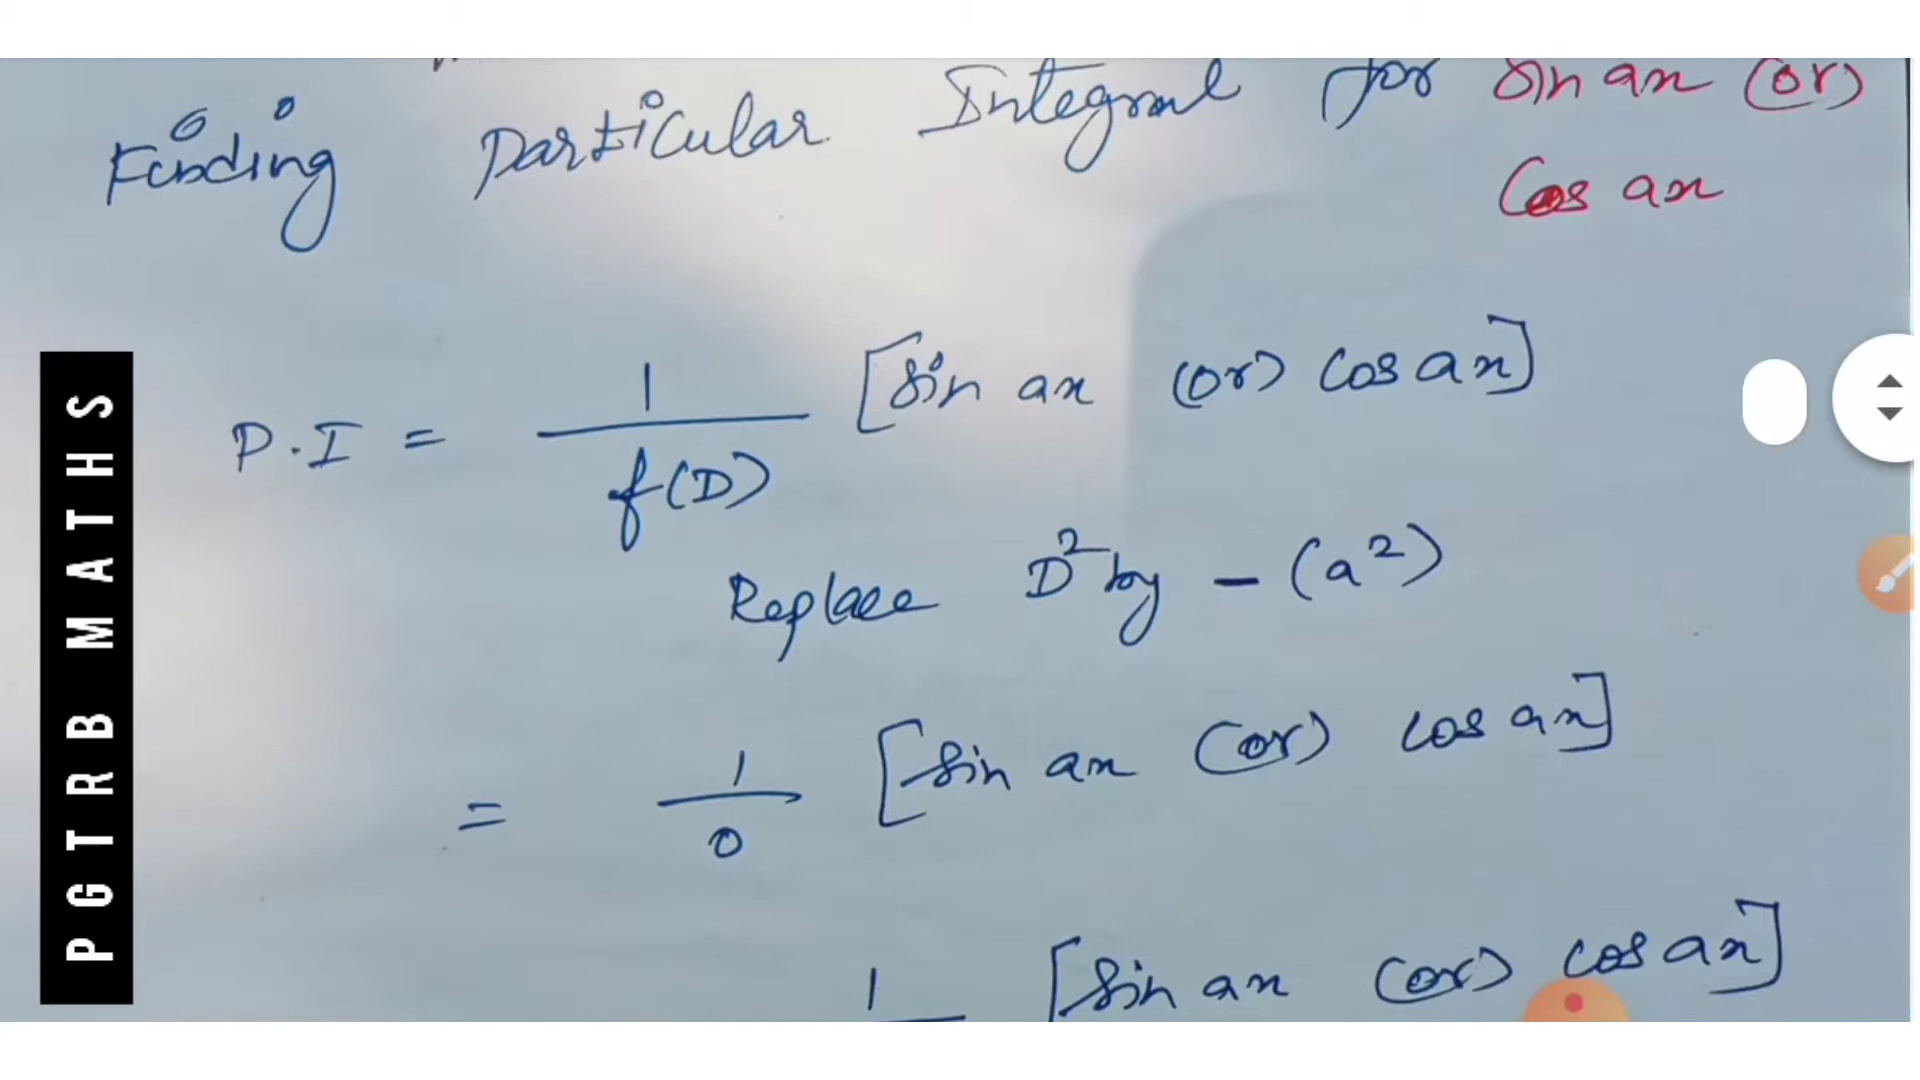 Finding Particular Integral for Sin ax (or)
Cos ax
P.I = 1/f(D) [Sin ax (or) Cos ax]
Replace D² by - (a²)
= 1/0 [Sin ax (or) cos ax]
1 [Sin ax (or) cos ax]
PGTRB MATHS